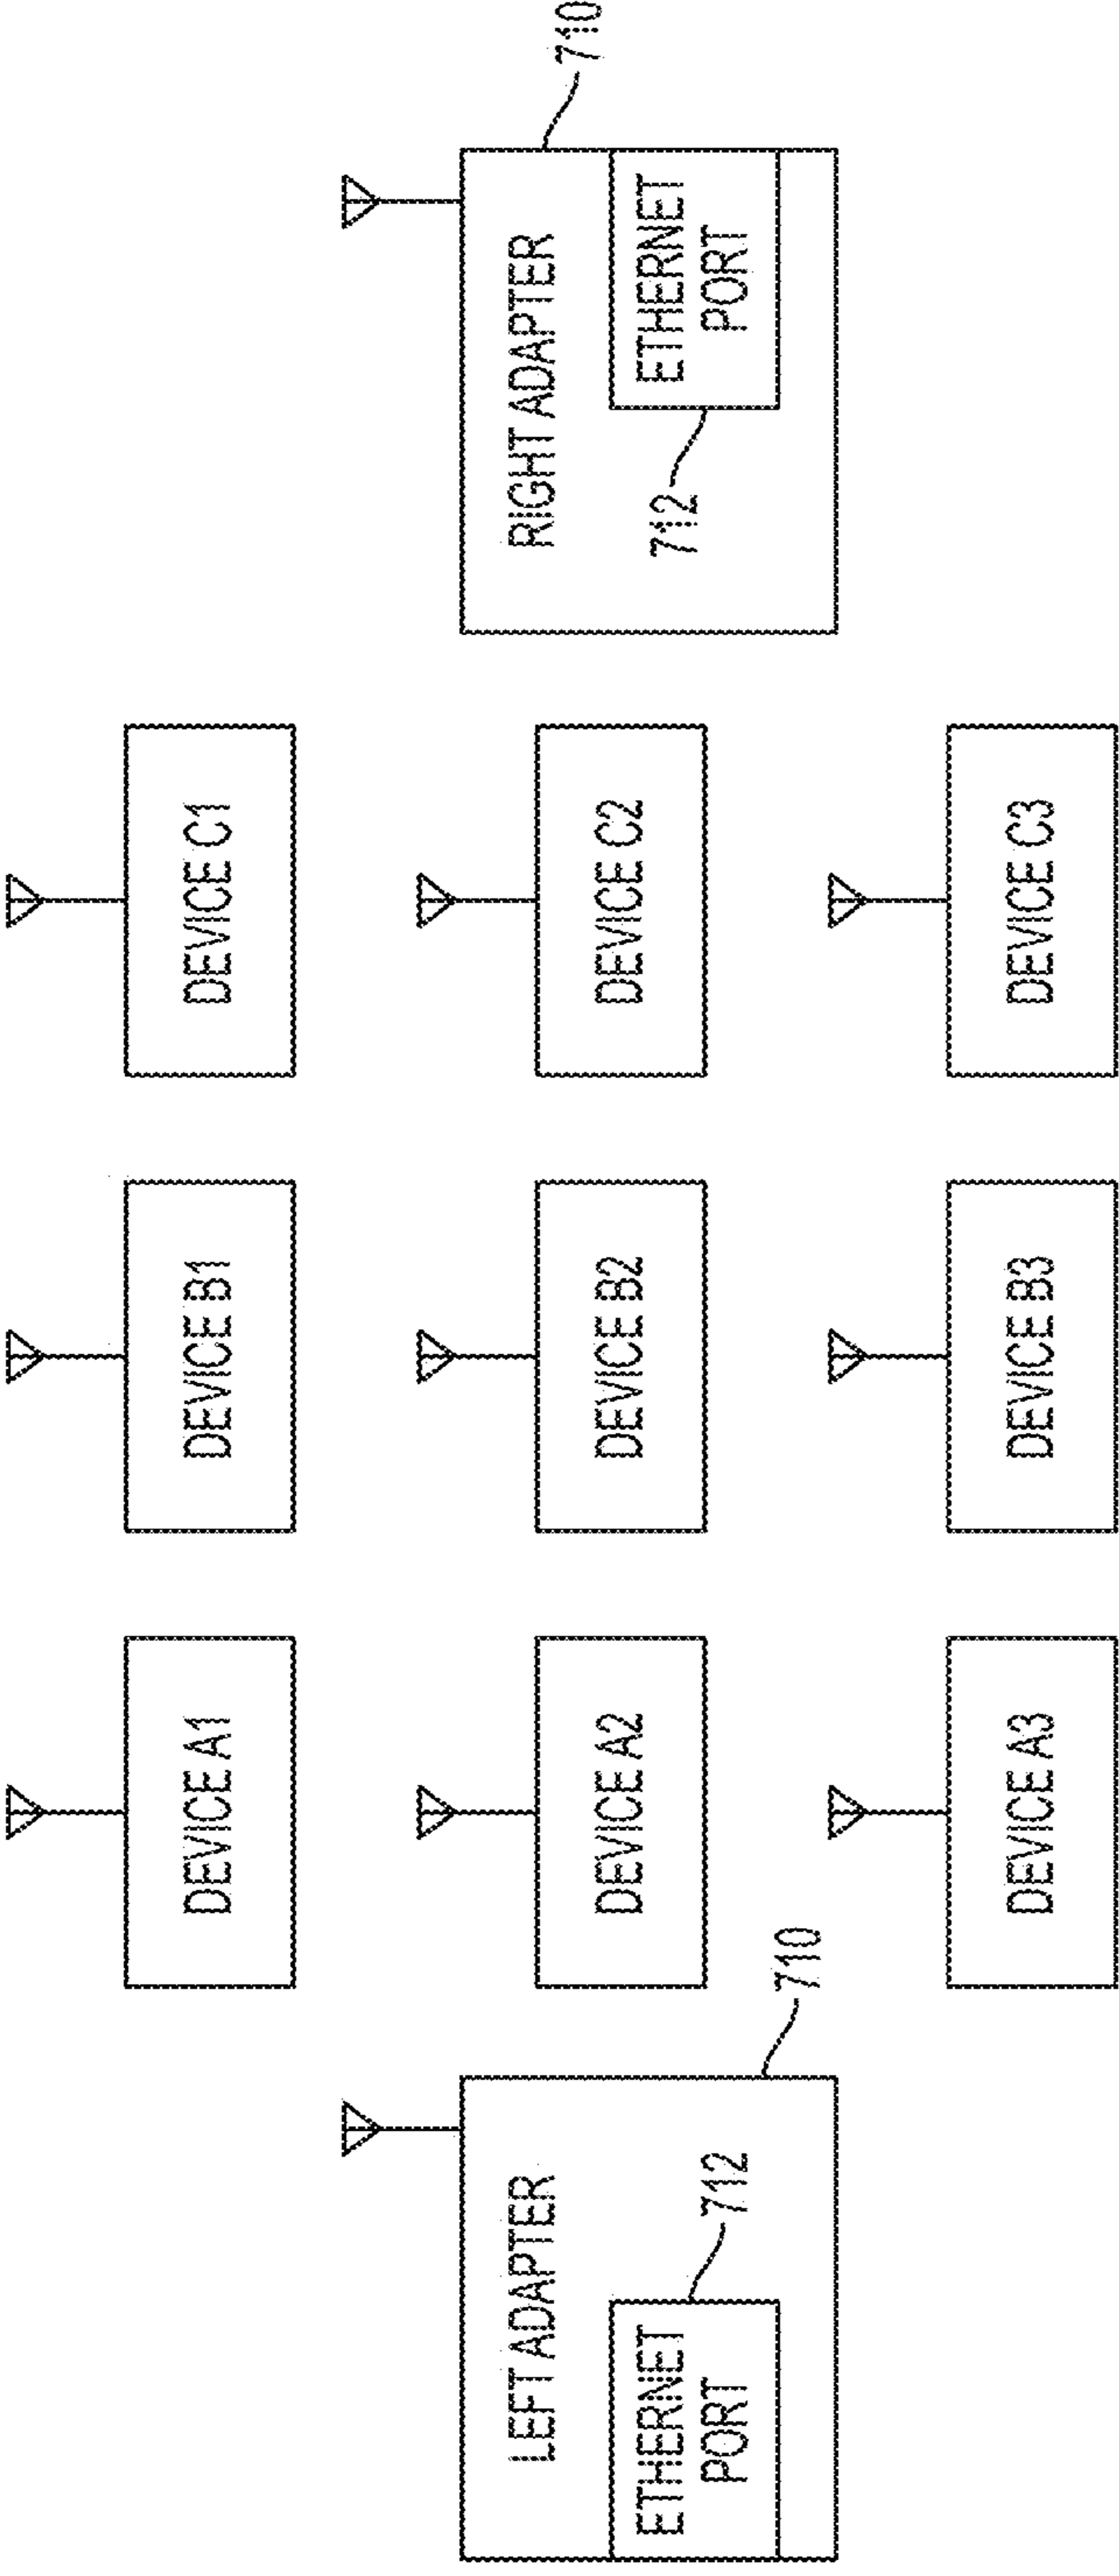 DEVICE A1
DEVICE B1
DEVICE C1
710
LEFT ADAPTER
ETHERNET
PORT
712
710
DEVICE A2
DEVICE B2
DEVICE C2
RIGHT ADAPTER
712
ETHERNET
PORT
DEVICE A3
DEVICE B3
DEVICE C3